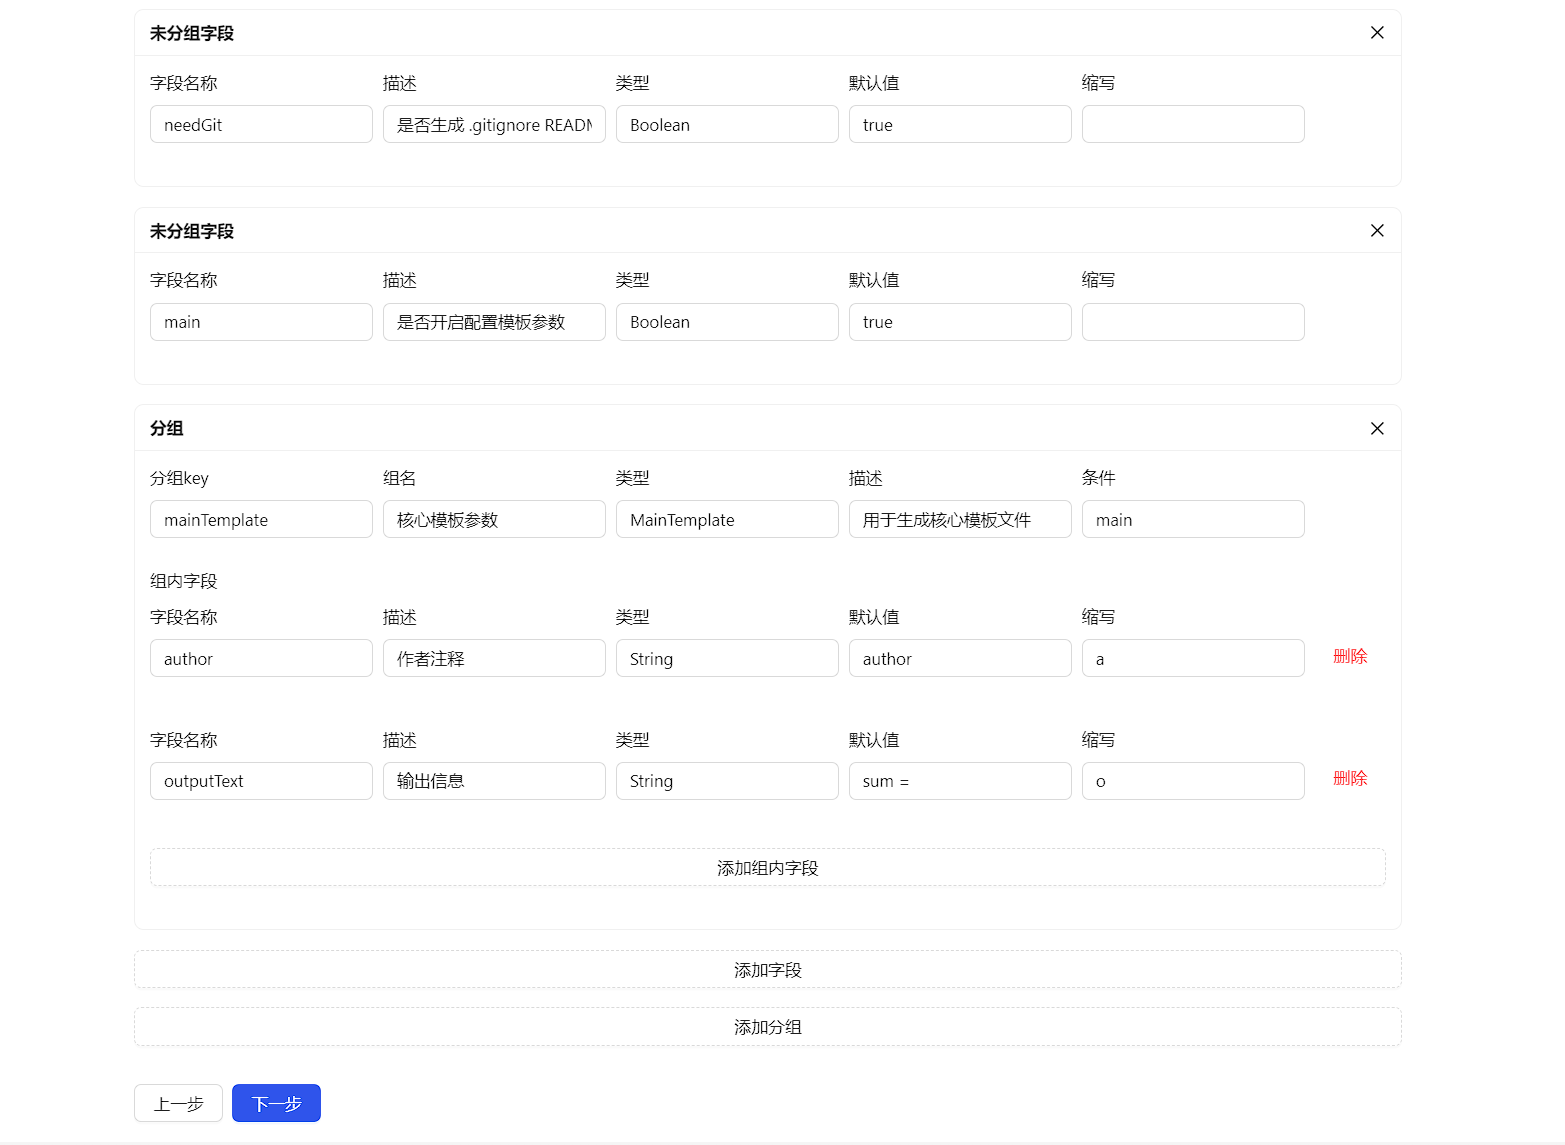 未分组字段
字段名称 描述 类型 默认值 缩写
needGit 是否生成 .gitignore Boolean true
未分组字段
字段名称 描述 类型 默认值 缩写
main 是否开启配置模板参数 Boolean true
分组
分组key 组名 类型 描述 条件
mainTemplate 核心模板参数 MainTemplate 用于生成核心模板文件 main
组内字段
字段名称 描述 类型 默认值 缩写
author 作者注释 String author a 删除
字段名称 描述 类型 默认值 缩写
outputText 输出信息 String sum = o 删除
添加组内字段
添加字段
添加分组
上一步 下一步